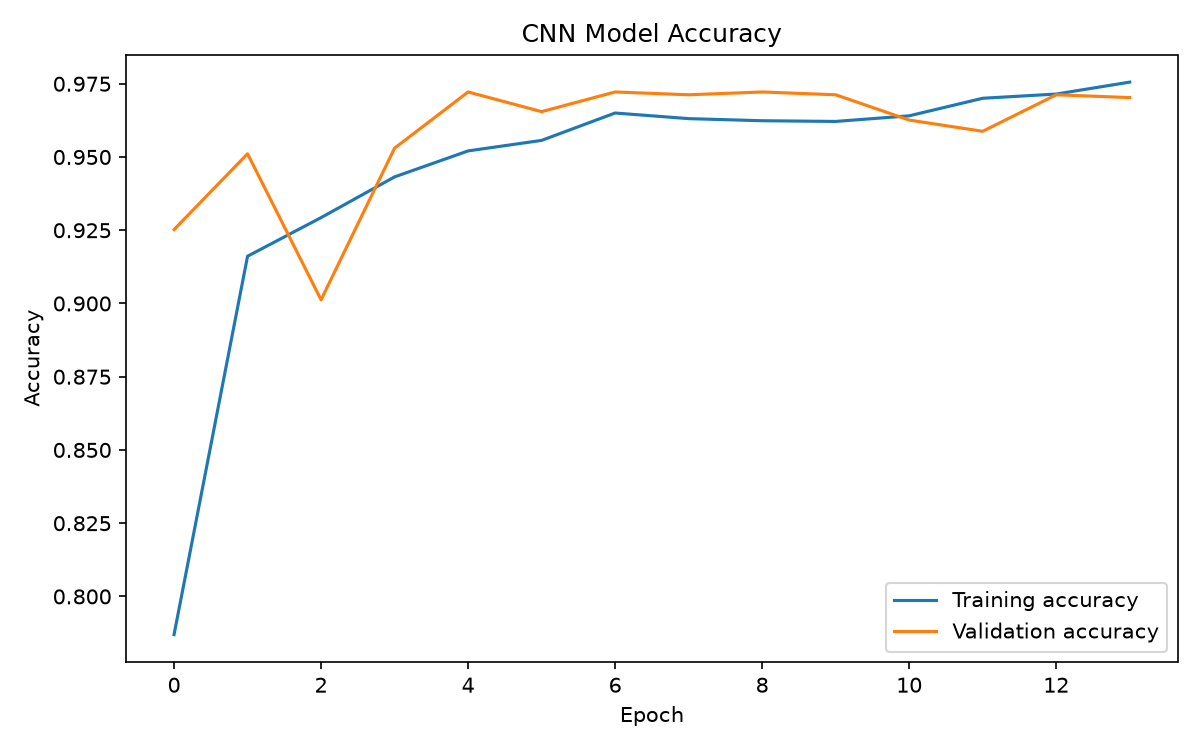 CNN Model Accuracy
0.975
0.950
0.925
0.900
0.875
0.850
0.825
0.800
Accuracy
Training accuracy
Validation accuracy
0 2 4 6 8 10 12
Epoch